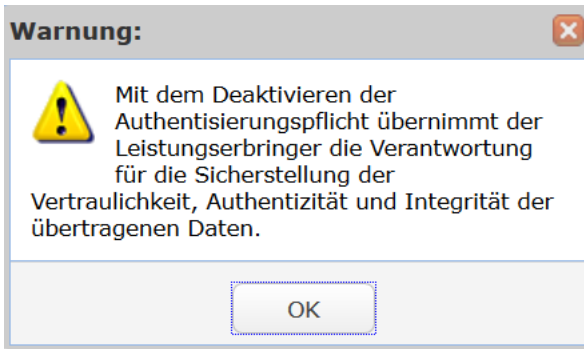 Warnung:
Mit dem Deaktivieren der
Authentisierungspflicht übernimmt der
Leistungserbringer die Verantwortung
für die Sicherstellung der
Vertraulichkeit, Authentizität und Integrität der
übertragenen Daten.
OK